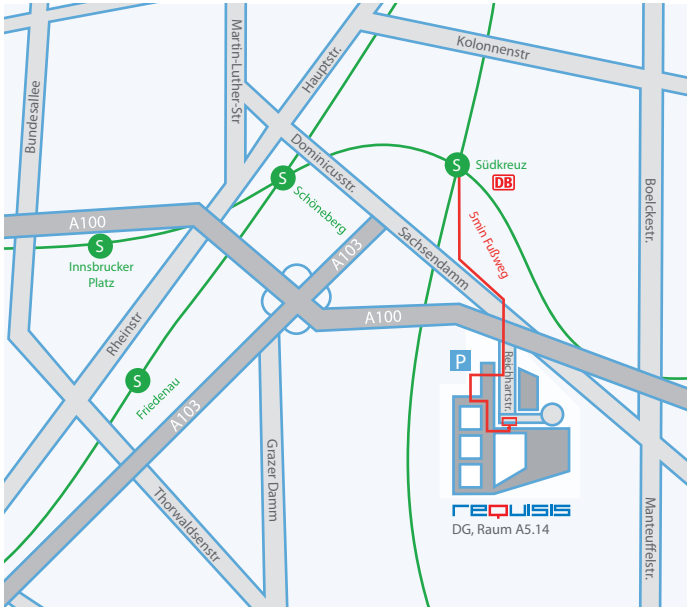 Bundesallee
Martin-Luther-Str
Hauptstr.
Kolonnenstr
Dominicusstr.
S
Südkreuz
DB
S
Schöneberg
Boelckestr.
A100
S
Innsbrucker
Platz
5min Fußweg
A103
Sachsendamm
A100
Rheinstr
P
Reichhartstr.
S
Friedenau
A103
Grazer Damm
Thorwaldsenstr
Manteuffelstr.
requisis
DG, Raum A5.14